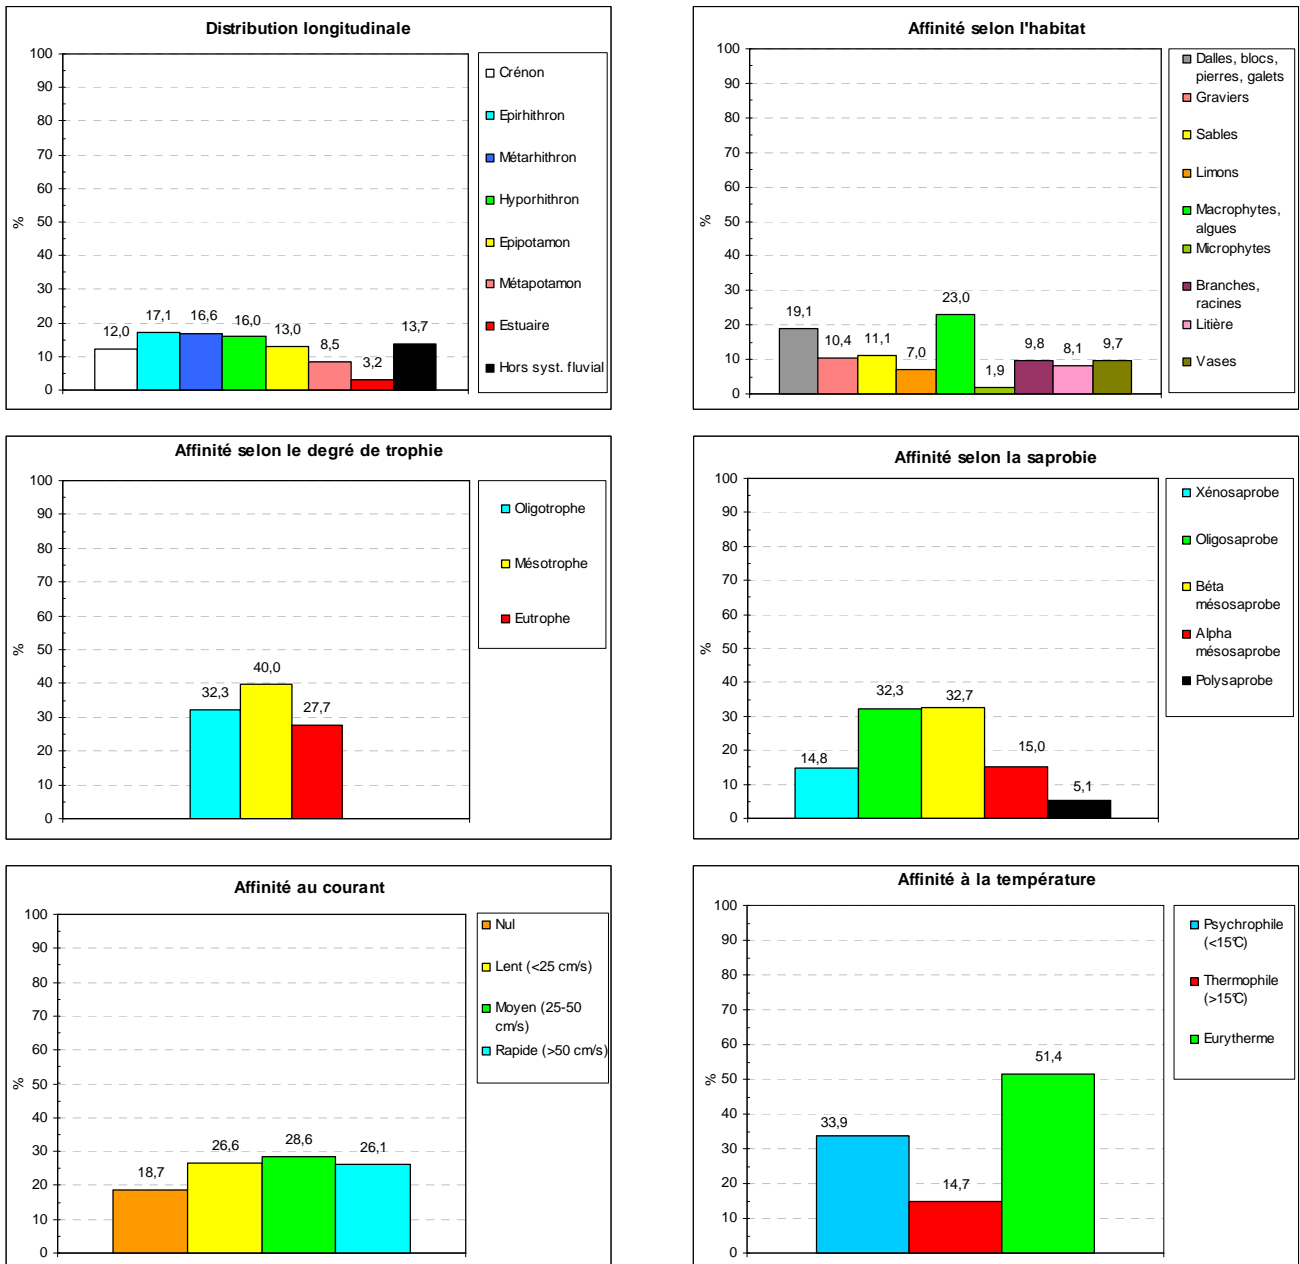 Distribution longitudinale
100
90
80
70
60
50
40
30
20
10
0
%
12,0
17,1
16,6
16,0
13,0
8,5
3,2
13,7
Crénon
Epirhithron
Métarhithron
Hyporhithron
Epipotamon
Métapotamon
Estuaire
Hors syst. fluvial
Affinité selon l'habitat
100
90
80
70
60
50
40
30
20
10
0
%
19,1
10,4
11,1
7,0
23,0
1,9
9,8
8,1
9,7
Dalles, blocs,
pierres, galets
Graviers
Sables
Limons
Macrophytes,
algues
Microphytes
Branches,
racines
Litière
Vases
Affinité selon le degré de trophie
100
90
80
70
60
50
40
30
20
10
0
%
32,3
40,0
27,7
Oligotrophe
Mésotrophe
Eutrophe
Affinité selon la saprobie
100
90
80
70
60
50
40
30
20
10
0
%
14,8
32,3
32,7
15,0
5,1
Xénosaprobe
Oligosaprobe
Béta
mésosaprobe
Alpha
mésosaprobe
Polysaprobe
Affinité au courant
100
90
80
70
60
50
40
30
20
10
0
%
18,7
26,6
28,6
26,1
Nul
Lent (<25 cm/s)
Moyen (25-50
cm/s)
Rapide (>50 cm/s)
Affinité à la température
100
90
80
70
60
50
40
30
20
10
0
%
33,9
14,7
51,4
Psychrophile
(<15°C)
Thermophile
(>15°C)
Eurytherme